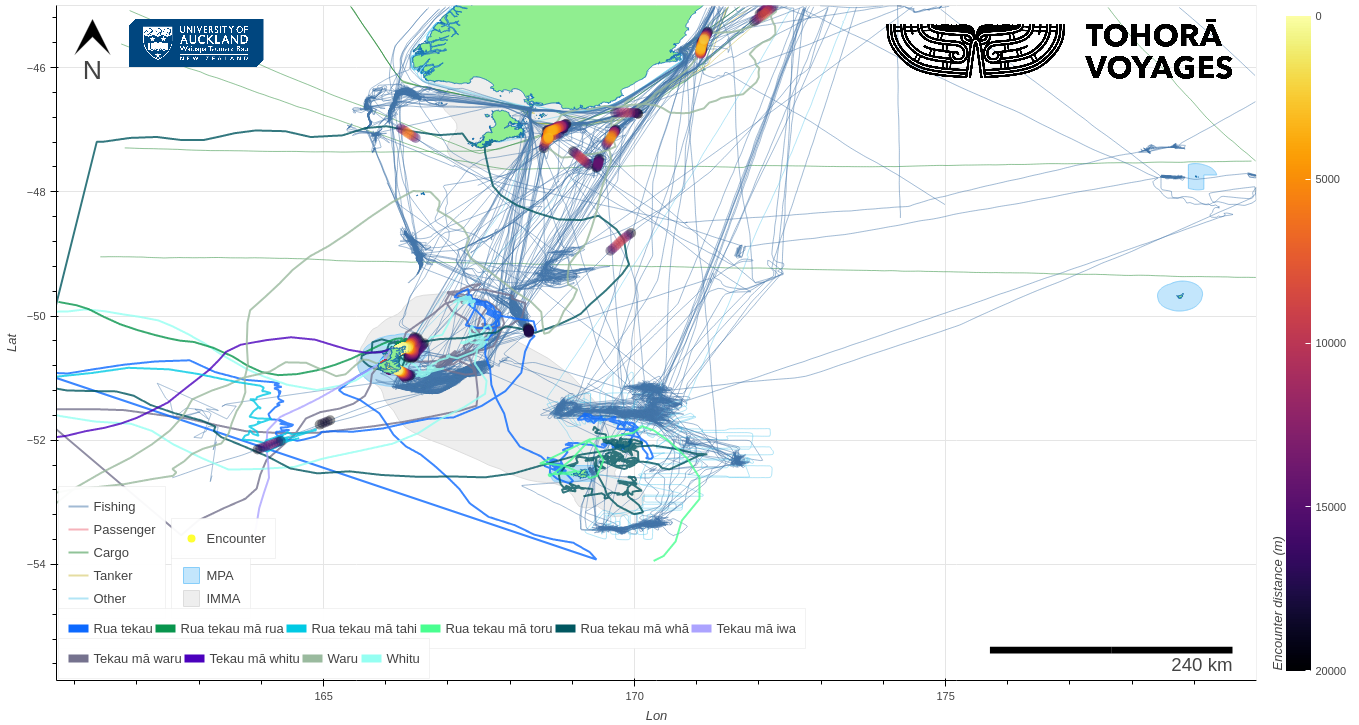 N
UNIVERSITY OF
AUCKLAND
Waipapa Taumata Rau
NEW ZEALAND
TOHORĀ
VOYAGES
−46
−48
−50
−52
−54
Lat
165
170
175
Lon
Fishing
Passenger
Cargo
Tanker
Other
Encounter
MPA
IMMA
Rua tekau
Rua tekau mā rua
Rua tekau mā tahi
Rua tekau mā toru
Rua tekau mā whā
Tekau mā iwa
Tekau mā waru
Tekau mā whitu
Waru
Whitu
240 km
0
5000
10000
15000
20000
Encounter distance (m)